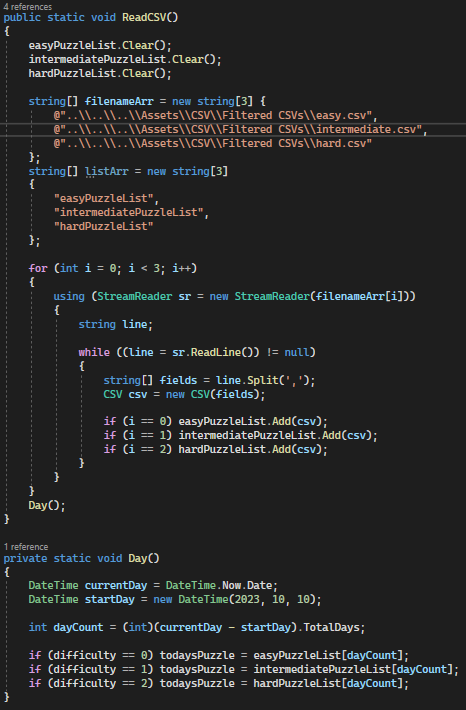 4 references
public static void ReadCSV()
{
easyPuzzleList.Clear();
intermediatePuzzleList.Clear();
hardPuzzleList.Clear();
string[] filenameArr = new string[3] {
@"..\\..\\..\\Assets\\CSV\\Filtered CSVs\\easy.csv",
@"..\\..\\..\\Assets\\CSV\\Filtered CSVs\\intermediate.csv",
@"..\\..\\..\\Assets\\CSV\\Filtered CSVs\\hard.csv"
};
string[] listArr = new string[3]
{
"easyPuzzleList",
"intermediatePuzzleList",
"hardPuzzleList"
};
for (int i = 0; i < 3; i++)
{
using (StreamReader sr = new StreamReader(filenameArr[i]))
{
string line;
while ((line = sr.ReadLine()) != null)
{
string[] fields = line.Split(',');
CSV csv = new CSV(fields);
if (i == 0) easyPuzzleList.Add(csv);
if (i == 1) intermediatePuzzleList.Add(csv);
if (i == 2) hardPuzzleList.Add(csv);
}
}
}
Day();
}
1 reference
private static void Day()
{
DateTime currentDay = DateTime.Now.Date;
DateTime startDay = new DateTime(2023, 10, 10);
int dayCount = (int)(currentDay - startDay).TotalDays;
if (difficulty == 0) todaysPuzzle = easyPuzzleList[dayCount];
if (difficulty == 1) todaysPuzzle = intermediatePuzzleList[dayCount];
if (difficulty == 2) todaysPuzzle = hardPuzzleList[dayCount];
}